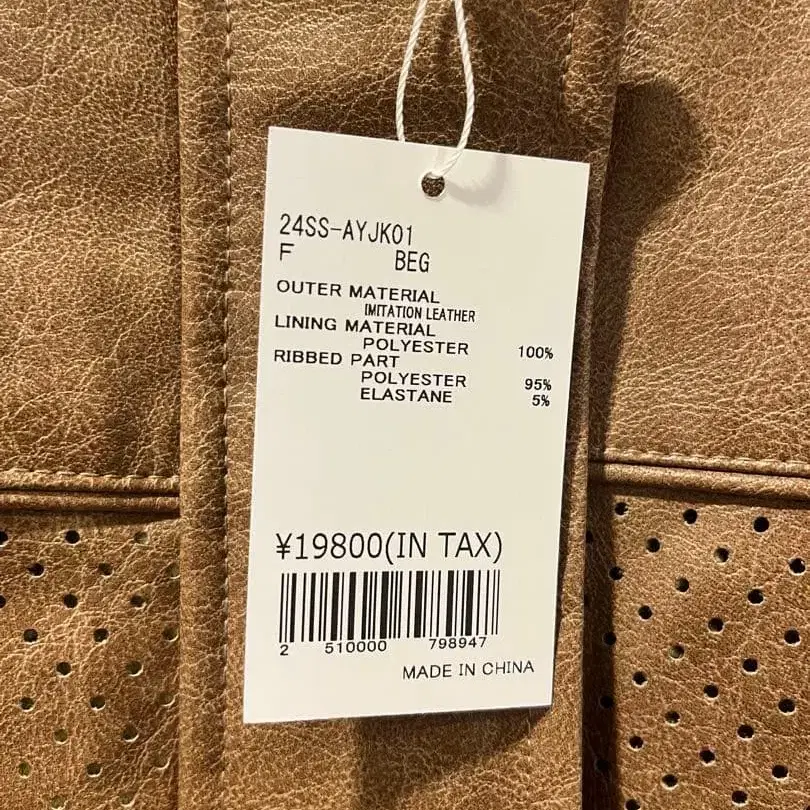 24SS-AYJK01
F BEG
OUTER MATERIAL
IMITATION LEATHER
LINING MATERIAL
POLYESTER 100%
RIBBED PART
POLYESTER 95%
ELASTANE 5%
¥19800(IN TAX)
2 510000 798947
MADE IN CHINA